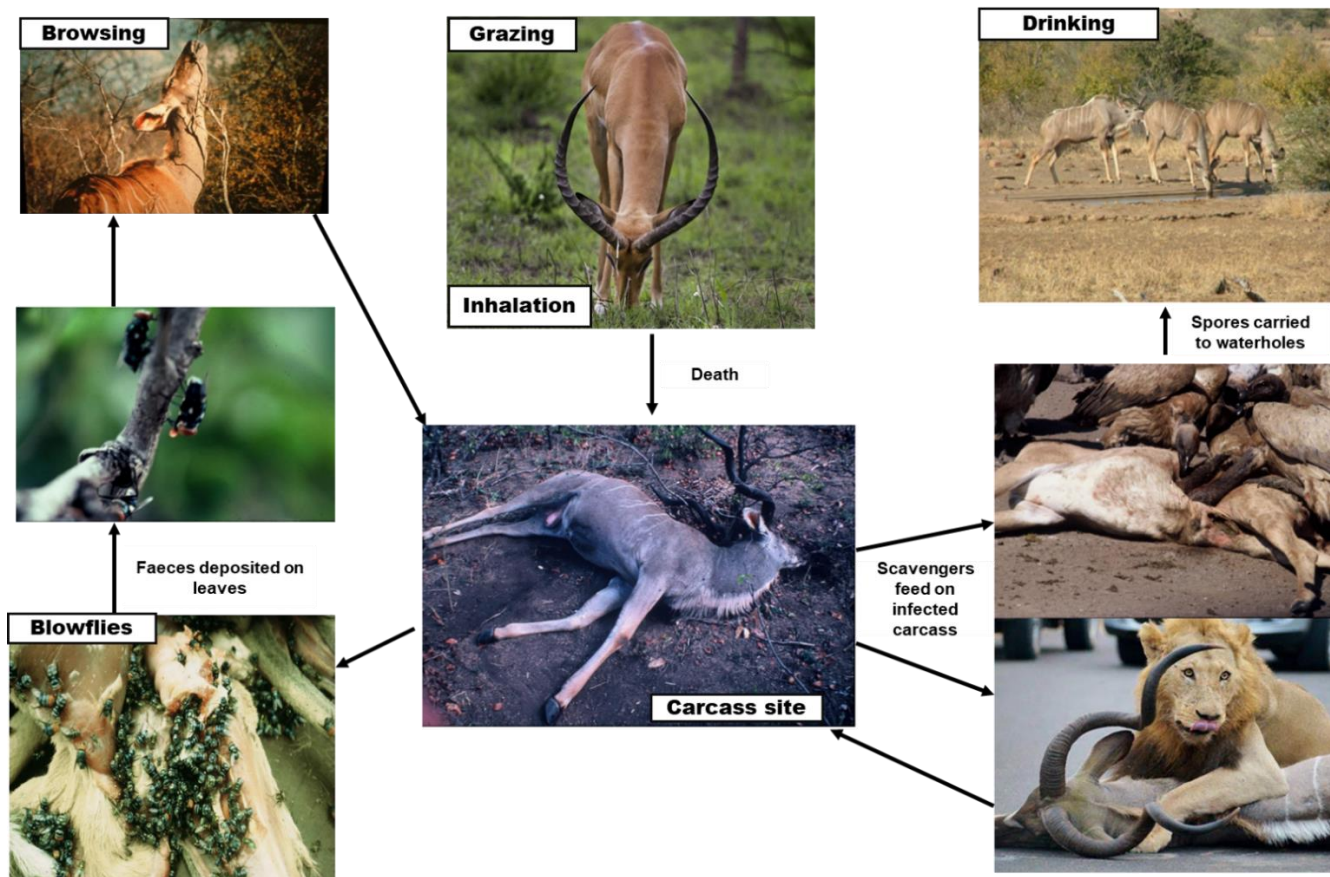 Browsing
Grazing
Drinking
Inhalation
Spores carried
to waterholes
Death
Faeces deposited on
leaves
Scavengers
feed on
infected
carcass
Blowflies
Carcass site